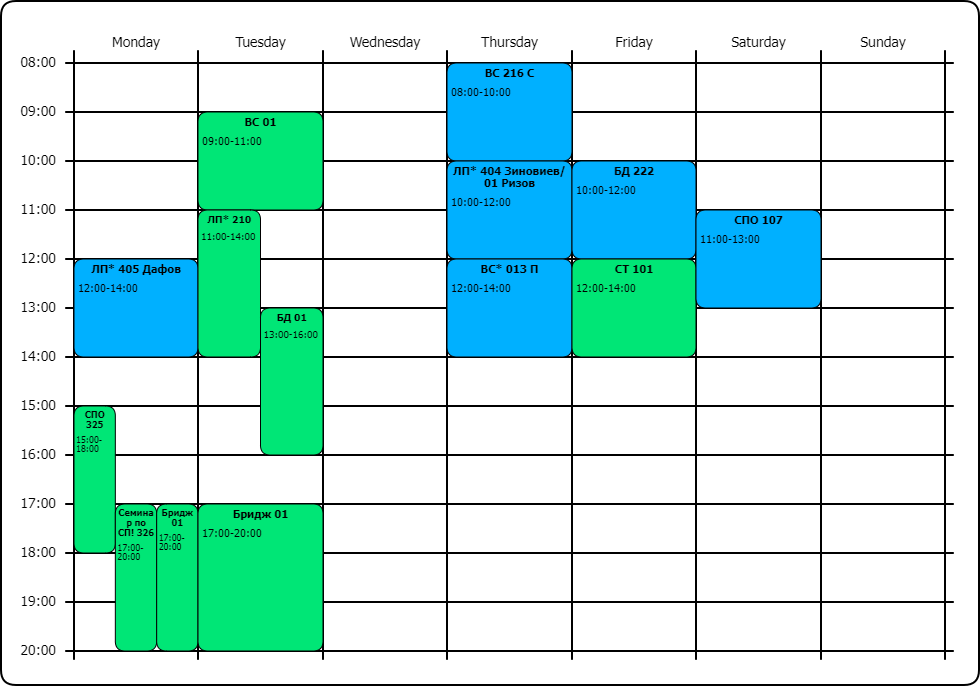 Monday Tuesday Wednesday Thursday Friday Saturday Sunday
08:00
09:00
10:00
11:00
12:00
13:00
14:00
15:00
16:00
17:00
18:00
19:00
20:00
ЛП* 405 Дафов
12:00-14:00
СПО
325
15:00-
18:00
Семина
р по
СП! 326
17:00-
20:00
Бридж
01
17:00-
20:00
ВС 01
09:00-11:00
ЛП* 210
11:00-14:00
БД 01
13:00-16:00
Бридж 01
17:00-20:00
ВС 216 С
08:00-10:00
ЛП* 404 Зиновиев/
01 Ризов
10:00-12:00
ВС* 013 П
12:00-14:00
БД 222
10:00-12:00
СТ 101
12:00-14:00
СПО 107
11:00-13:00